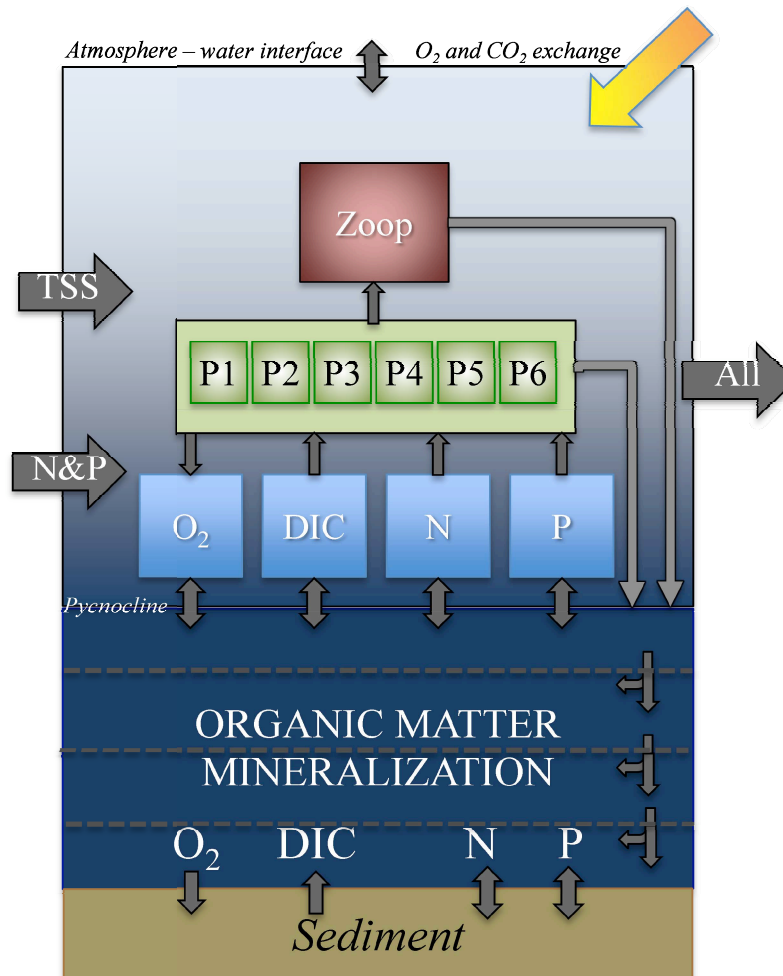 Atmosphere – water interface O₂ and CO₂ exchange
Zoop
TSS
P1 P2 P3 P4 P5 P6
All
N&P
O₂ DIC N P
Pycnocline
ORGANIC MATTER
MINERALIZATION
O₂ DIC N P
Sediment